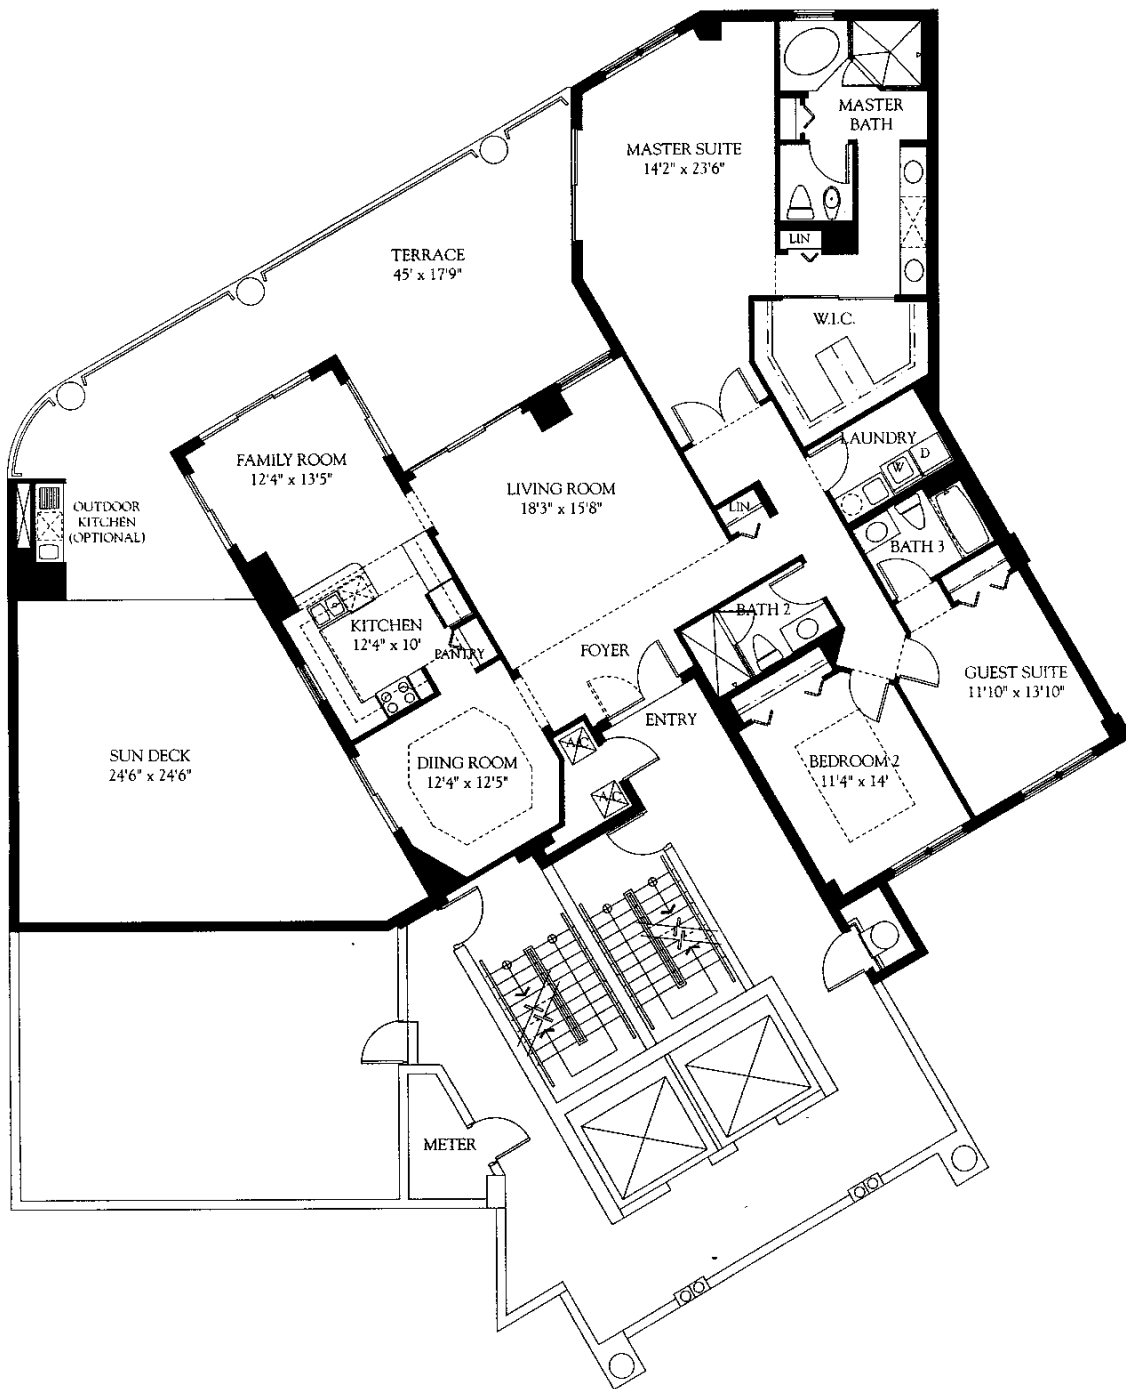 MASTER
BATH
MASTER SUITE
14'2" x 23'6"
LIN
TERRACE
45' x 17'9"
W.I.C.
FAMILY ROOM
12'4" x 13'5"
LAUNDRY
W
D
LIVING ROOM
18'3" x 15'8"
LIN.
OUTDOOR
KITCHEN
(OPTIONAL)
BATH 3
BATH 2
KITCHEN
12'4" x 10'
PANTRY
FOYER
GUEST SUITE
11'10" x 13'10"
ENTRY
A/C
SUN DECK
24'6" x 24'6"
DIING ROOM
12'4" x 12'5"
BEDROOM 2
11'4" x 14'
A/C
METER